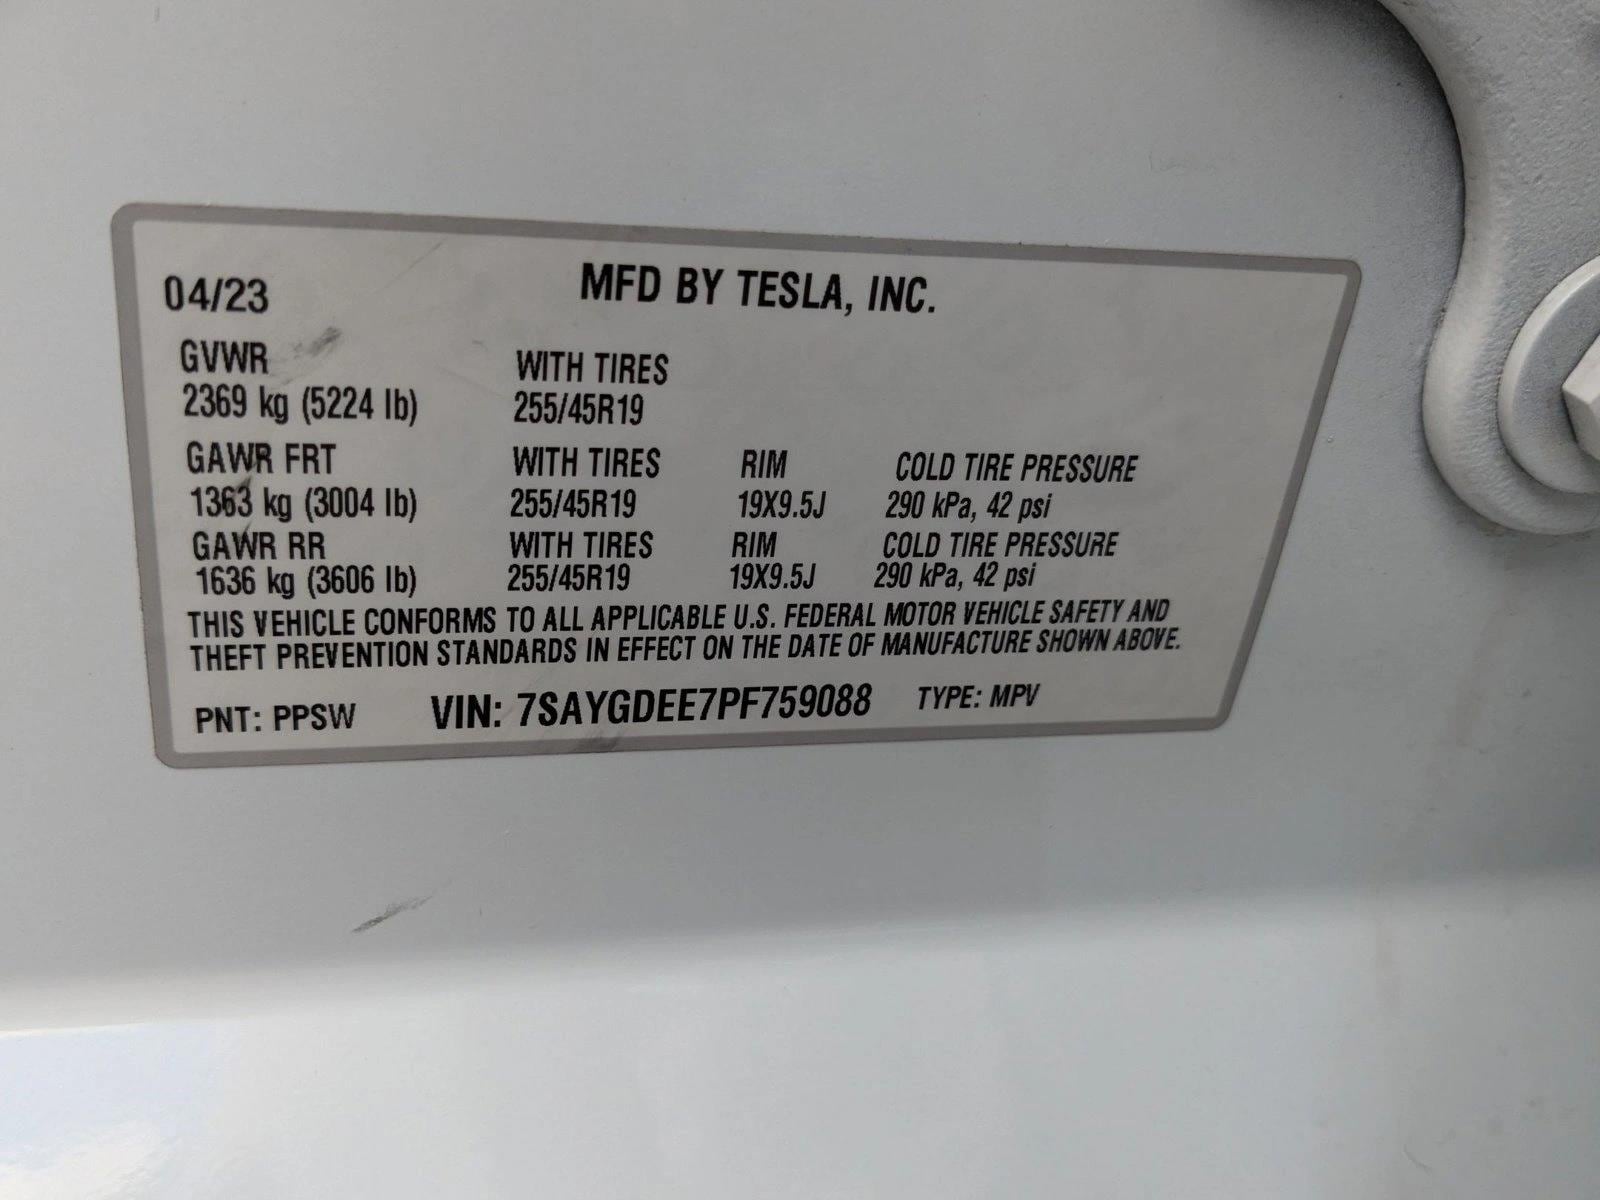 04/23 MFD BY TESLA, INC.
GVWR WITH TIRES
2369 kg (5224 lb) 255/45R19
GAWR FRT WITH TIRES RIM COLD TIRE PRESSURE
1363 kg (3004 lb) 255/45R19 19X9.5J 290 kPa, 42 psi
GAWR RR WITH TIRES RIM COLD TIRE PRESSURE
1636 kg (3606 lb) 255/45R19 19X9.5J 290 kPa, 42 psi
THIS VEHICLE CONFORMS TO ALL APPLICABLE U.S. FEDERAL MOTOR VEHICLE SAFETY AND
THEFT PREVENTION STANDARDS IN EFFECT ON THE DATE OF MANUFACTURE SHOWN ABOVE.
PNT: PPSW VIN: 7SAYGDEE7PF759088 TYPE: MPV